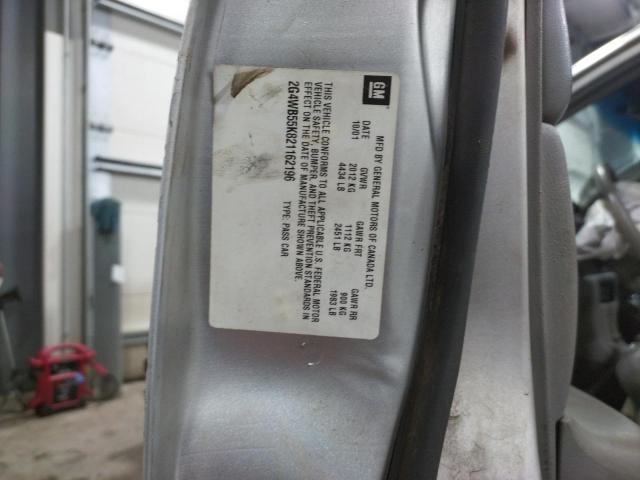 GM
MFD BY GENERAL MOTORS OF CANADA LTD.
DATE GVWR GAWR FRT GAWR RR
10/01 2012 KG 1112 KG 900 KG
4434 LB 2451 LB 1983 LB
THIS VEHICLE CONFORMS TO ALL APPLICABLE U.S. FEDERAL MOTOR
VEHICLE SAFETY, BUMPER, AND THEFT PREVENTION STANDARDS IN
EFFECT ON THE DATE OF MANUFACTURE SHOWN ABOVE.
2G4WB55K821162196 TYPE: PASS CAR